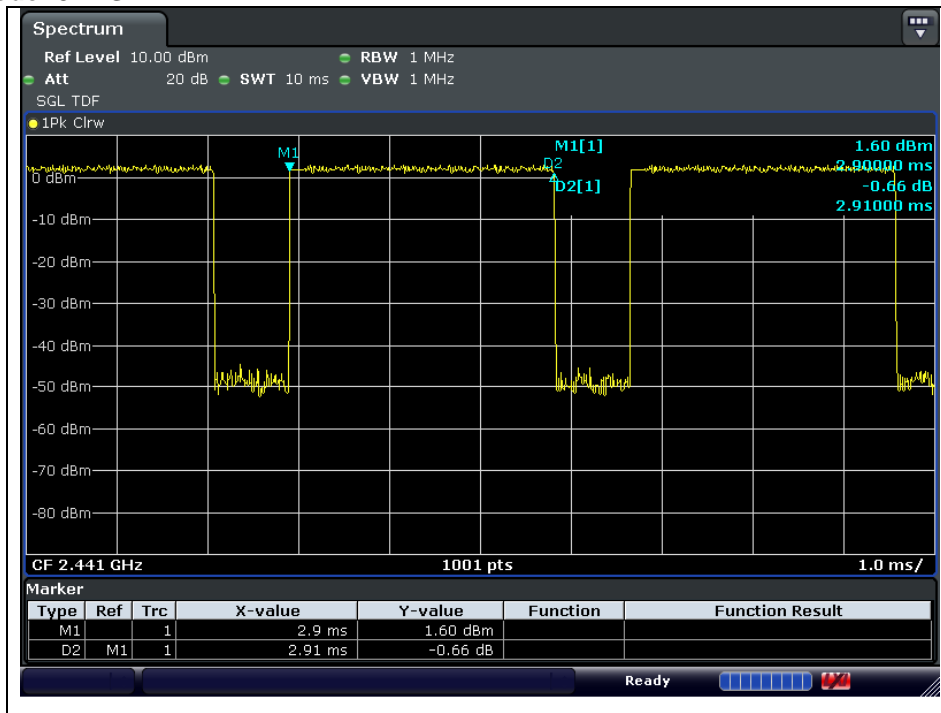 Spectrum
Ref Level 10.00 dBm RBW 1 MHz
Att 20 dB SWT 10 ms VBW 1 MHz
SGL TDF
1Pk Clrw
M1[1] 1.60 dBm
2.90000 ms
D2[1] -0.66 dB
2.91000 ms
M1
D2
0 dBm
-10 dBm
-20 dBm
-30 dBm
-40 dBm
-50 dBm
-60 dBm
-70 dBm
-80 dBm
CF 2.441 GHz 1001 pts 1.0 ms/
Marker
Type Ref Trc X-value Y-value Function Function Result
M1 1 2.9 ms 1.60 dBm
D2 M1 1 2.91 ms -0.66 dB
Ready